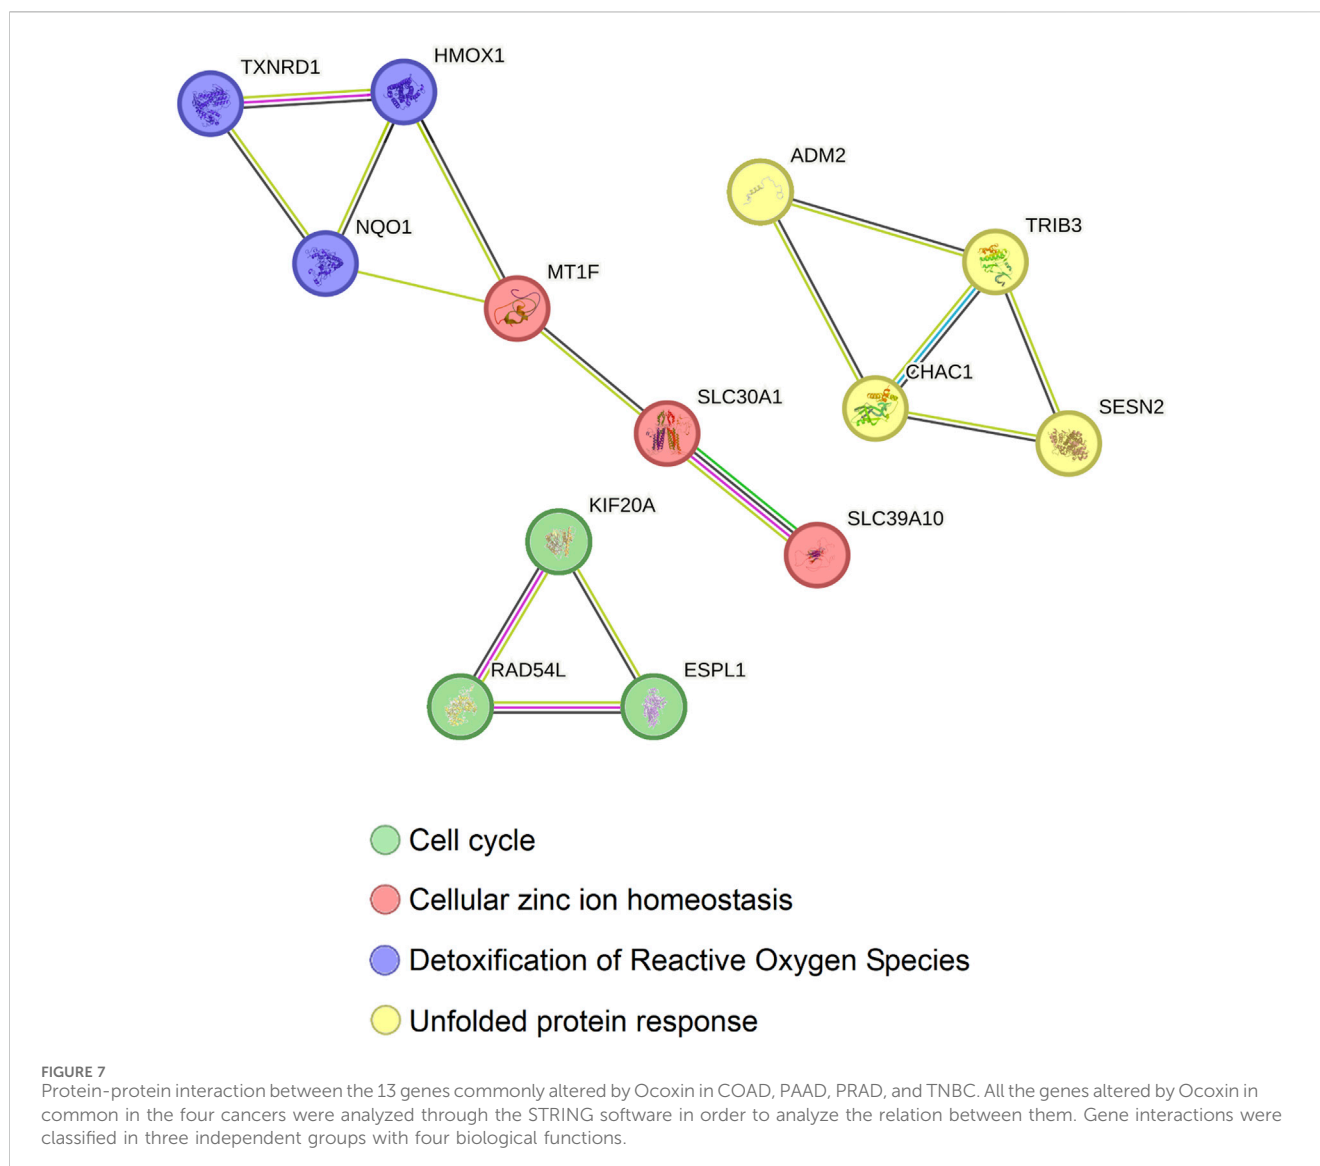 TXNRD1
HMOX1
ADM2
NQO1
TRIB3
MT1F
CHAC1
SLC30A1
SESN2
KIF20A
SLC39A10
RAD54L
ESPL1
Cell cycle
Cellular zinc ion homeostasis
Detoxification of Reactive Oxygen Species
Unfolded protein response
FIGURE 7
Protein-protein interaction between the 13 genes commonly altered by Ocoxin in COAD, PAAD, PRAD, and TNBC. All the genes altered by Ocoxin in
common in the four cancers were analyzed through the STRING software in order to analyze the relation between them. Gene interactions were
classified in three independent groups with four biological functions.